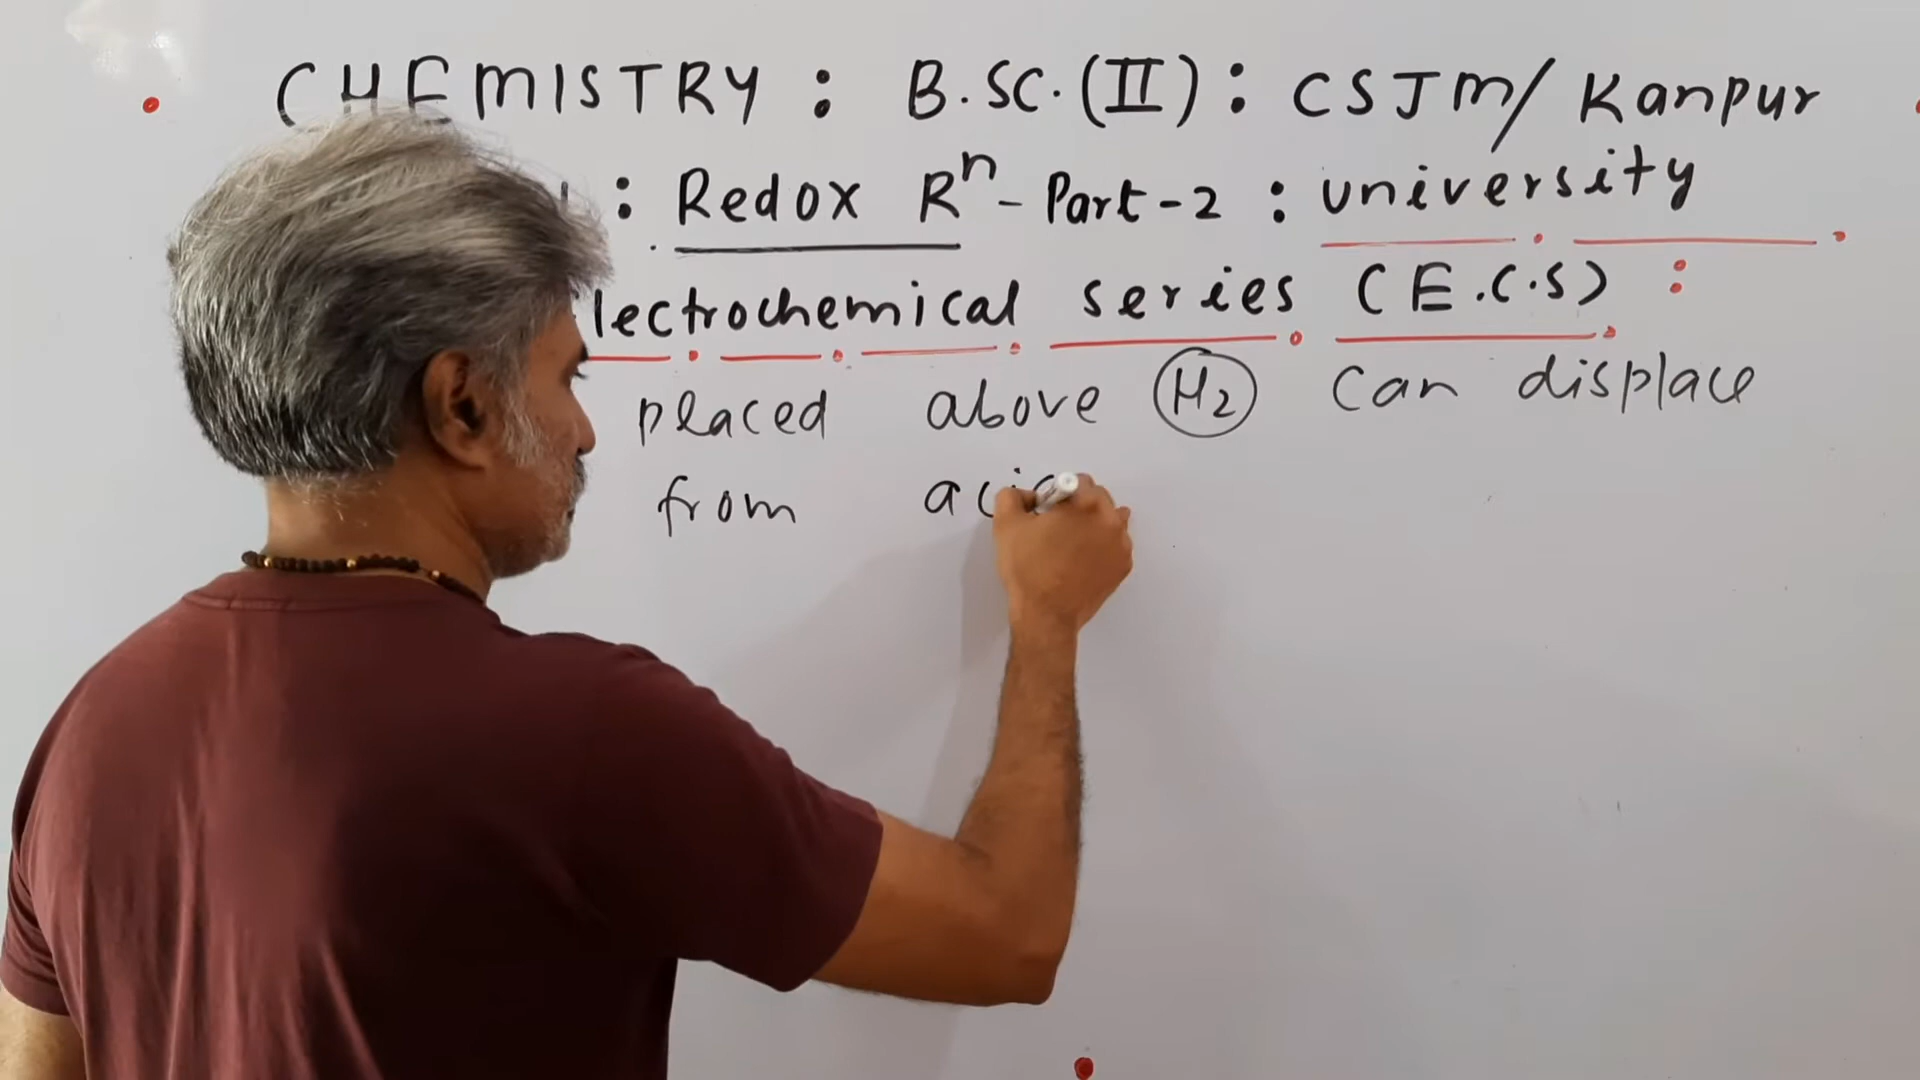 CHEMISTRY : B.SC.(II) : CSJM/ Kanpur
: Redox Rⁿ - Part-2 : university
lectrochemical series (E.C.S) :
placed above H₂ can displace
from